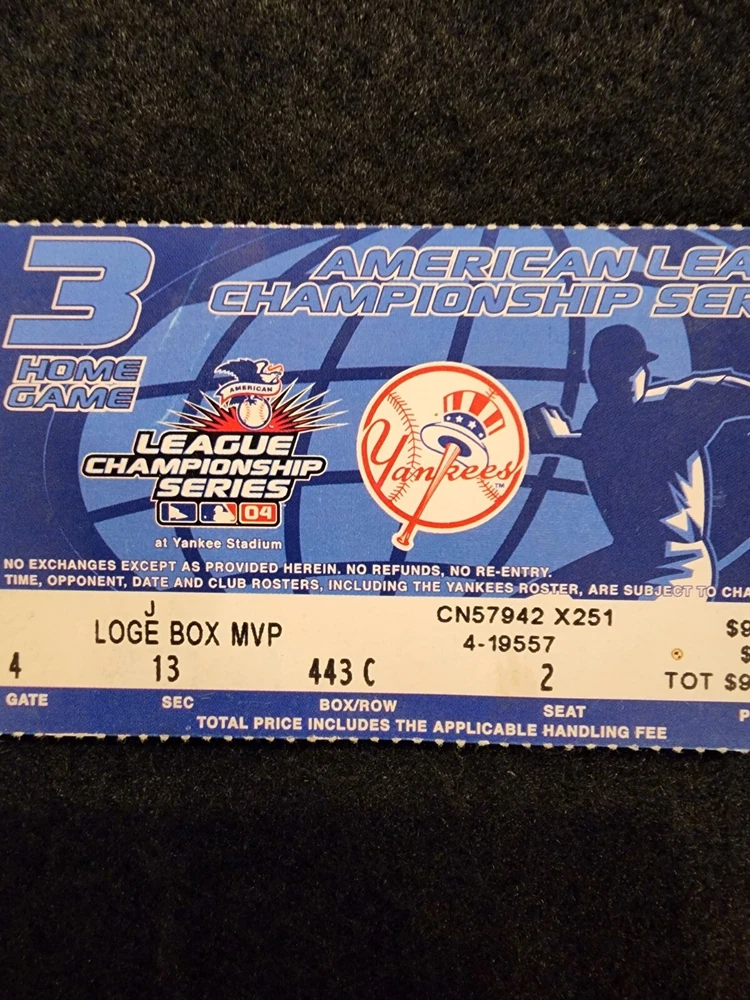 3
HOME
GAME
AMERICAN LEA
CHAMPIONSHIP SER
AMERICAN
LEAGUE
CHAMPIONSHIP
SERIES
04
at Yankee Stadium
Yankees
TM
NO EXCHANGES EXCEPT AS PROVIDED HEREIN. NO REFUNDS, NO RE-ENTRY.
TIME, OPPONENT, DATE AND CLUB ROSTERS, INCLUDING THE YANKEES ROSTER, ARE SUBJECT TO CHA
J
LOGE BOX MVP
CN57942 X251
4-19557
$9
$
4 13 443 C 2 TOT $9
GATE SEC BOX/ROW SEAT P
TOTAL PRICE INCLUDES THE APPLICABLE HANDLING FEE